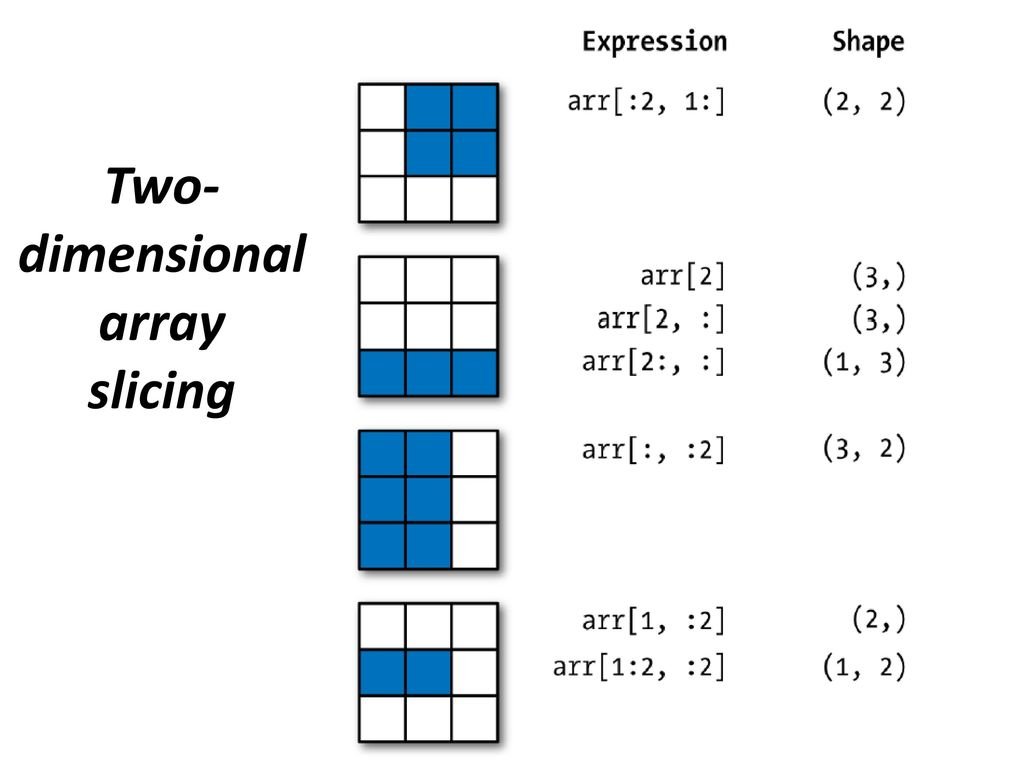 Two-
dimensional
array
slicing
Expression Shape
arr[:2, 1:] (2, 2)
arr[2] (3,)
arr[2, :] (3,)
arr[2:, :] (1, 3)
arr[:, :2] (3, 2)
arr[1, :2] (2,)
arr[1:2, :2] (1, 2)